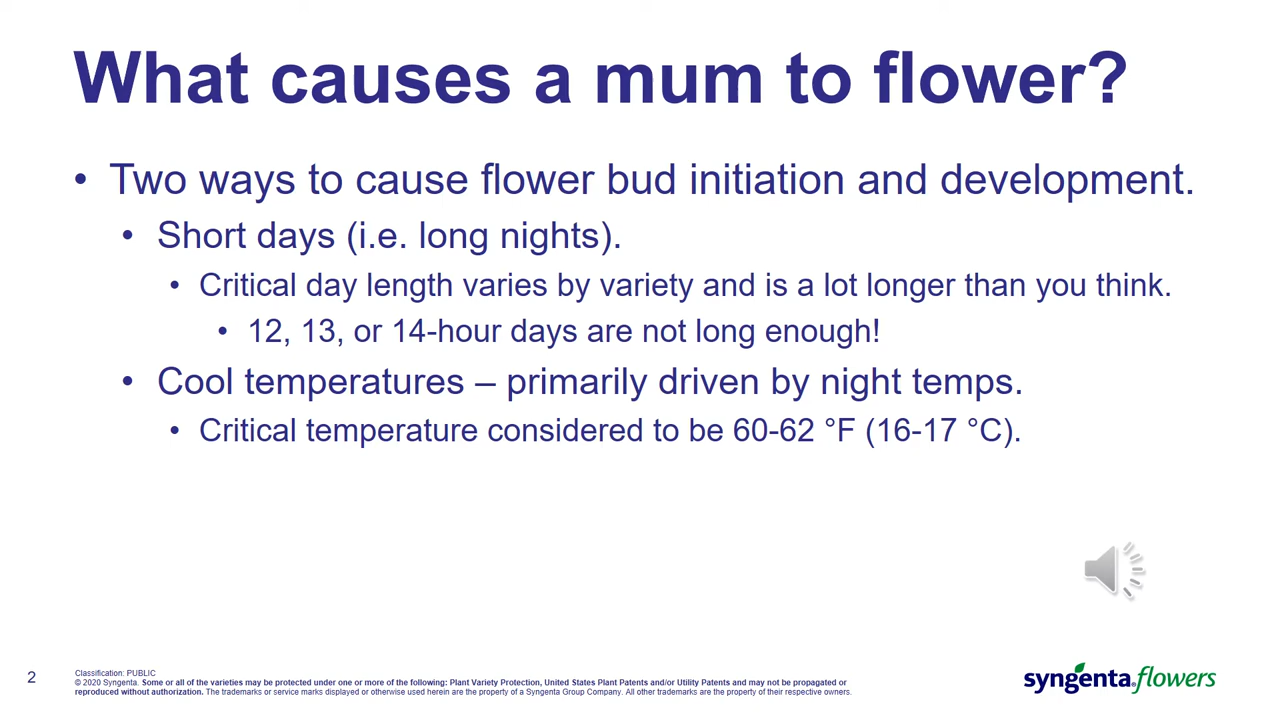 What causes a mum to flower?
• Two ways to cause flower bud initiation and development.
• Short days (i.e. long nights).
• Critical day length varies by variety and is a lot longer than you think.
• 12, 13, or 14-hour days are not long enough!
• Cool temperatures – primarily driven by night temps.
• Critical temperature considered to be 60-62 °F (16-17 °C).
2
Classification: PUBLIC
© 2020 Syngenta. Some or all of the varieties may be protected under one or more of the following: Plant Variety Protection, United States Plant Patents and/or Utility Patents and may not be propagated or
reproduced without authorization. The trademarks or service marks displayed or otherwise used herein are the property of a Syngenta Group Company. All other trademarks are the property of their respective owners.
syngenta® flowers